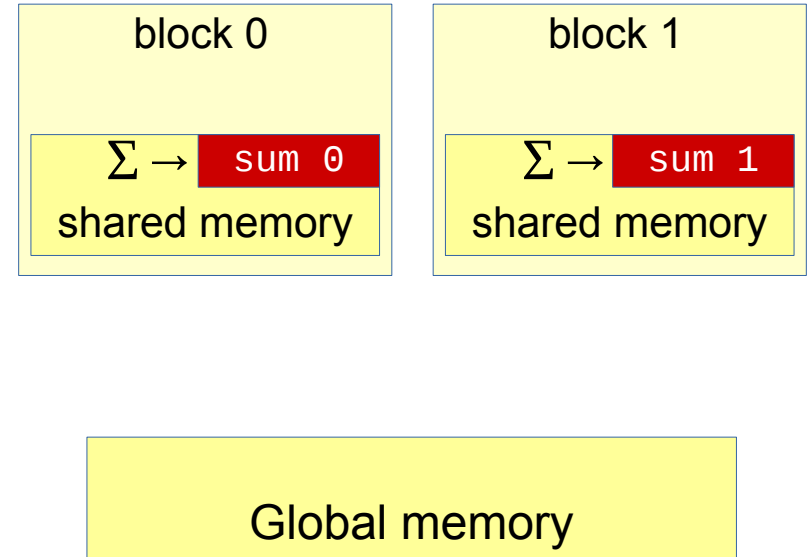 block 0
Σ → sum 0
shared memory
block 1
Σ → sum 1
shared memory
Global memory